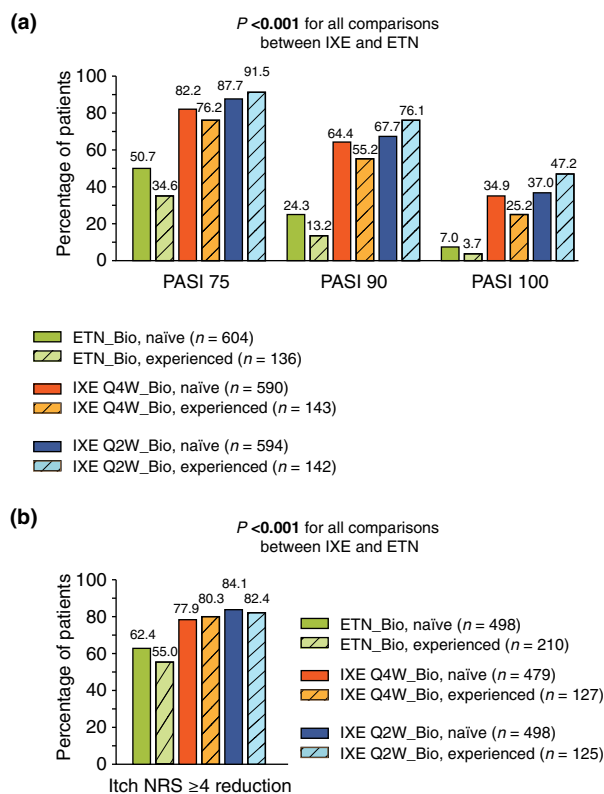 (a)
P <0.001 for all comparisons
between IXE and ETN
Percentage of patients
100
80
60
40
20
0
50.7
34.6
82.2
76.2
87.7
91.5
24.3
13.2
64.4
55.2
67.7
76.1
7.0
3.7
34.9
25.2
37.0
47.2
PASI 75 PASI 90 PASI 100
ETN_Bio, naïve (n = 604)
ETN_Bio, experienced (n = 136)
IXE Q4W_Bio, naïve (n = 590)
IXE Q4W_Bio, experienced (n = 143)
IXE Q2W_Bio, naïve (n = 594)
IXE Q2W_Bio, experienced (n = 142)
(b)
P <0.001 for all comparisons
between IXE and ETN
Percentage of patients
100
80
60
40
20
0
62.4
55.0
77.9
80.3
84.1
82.4
Itch NRS ≥4 reduction
ETN_Bio, naïve (n = 498)
ETN_Bio, experienced (n = 210)
IXE Q4W_Bio, naïve (n = 479)
IXE Q4W_Bio, experienced (n = 127)
IXE Q2W_Bio, naïve (n = 498)
IXE Q2W_Bio, experienced (n = 125)